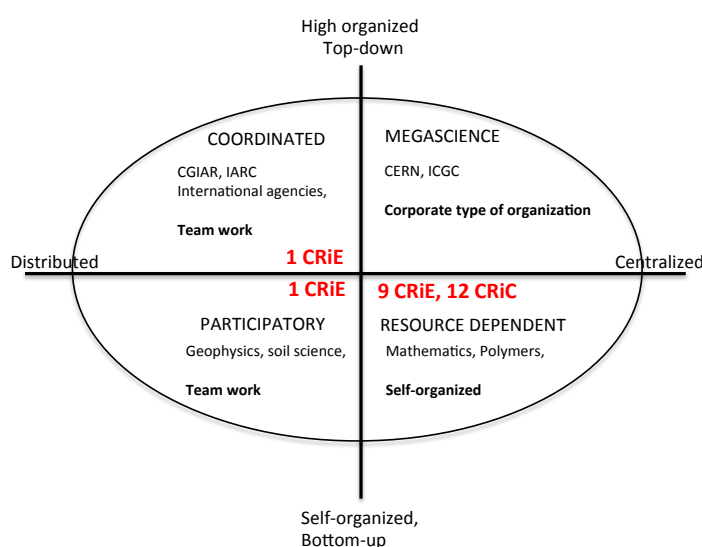 High organized
Top-down
COORDINATED
CGIAR, IARC
International agencies,
Team work
MEGASCIENCE
CERN, ICGC
Corporate type of organization
1 CRiE
Distributed
Centralized
1 CRiE
9 CRiE, 12 CRiC
PARTICIPATORY
Geophysics, soil science,
Team work
RESOURCE DEPENDENT
Mathematics, Polymers,
Self-organized
Self-organized,
Bottom-up